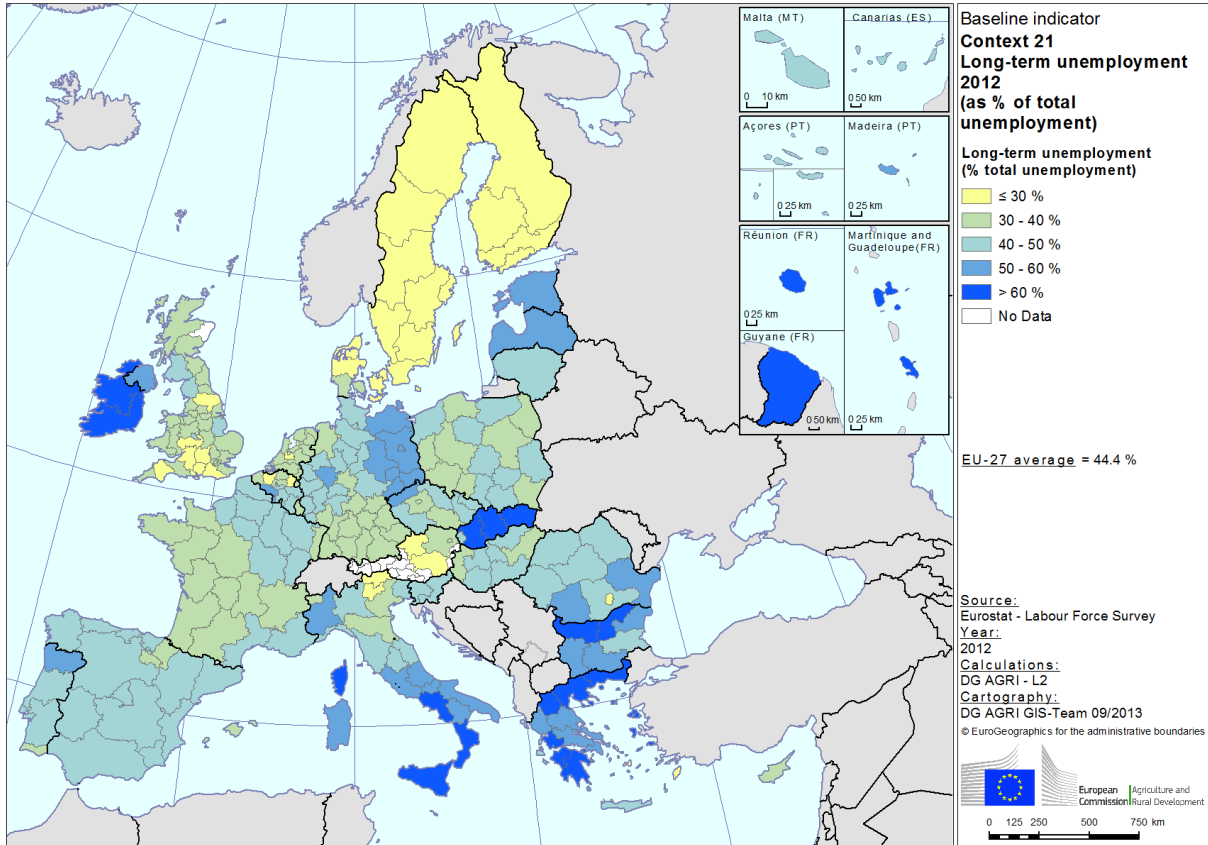 Malta (MT)
0 10 km
Canarias (ES)
0 50 km
Açores (PT)
0 25 km
Madeira (PT)
0 25 km
Réunion (FR)
0 25 km
Martinique and
Guadeloupe(FR)
0 25 km
Guyane (FR)
0 50 km
Baseline indicator
Context 21
Long-term unemployment
2012
(as % of total
unemployment)
Long-term unemployment
(% total unemployment)
≤ 30 %
30 - 40 %
40 - 50 %
50 - 60 %
> 60 %
No Data
EU-27 average = 44.4 %
Source:
Eurostat - Labour Force Survey
Year:
2012
Calculations:
DG AGRI - L2
Cartography:
DG AGRI GIS-Team 09/2013
© EuroGeographics for the administrative boundaries
European
Commission
Agriculture and
Rural Development
0 125 250 500 750 km